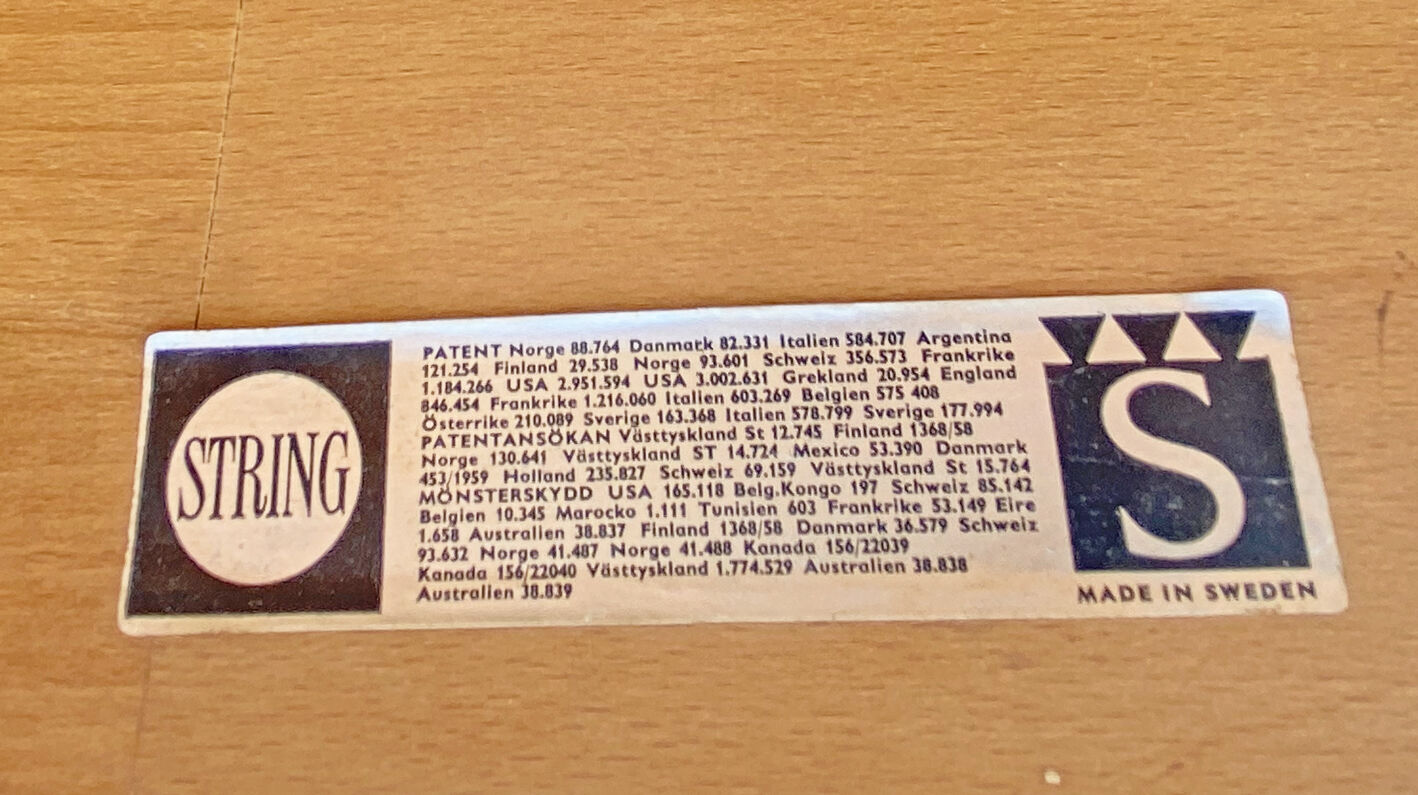 STRING
PATENT Norge 88.764 Danmark 82.331 Italien 584.707 Argentina
121.254 Finland 29.538 Norge 93.601 Schweiz 356.573 Frankrike
1.184.266 USA 2.951.594 USA 3.002.631 Grekland 20.954 England
846.454 Frankrike 1.216.060 Italien 603.269 Belgien 575 408
Österrike 210.089 Sverige 163.368 Italien 578.799 Sverige 177.994
PATENTANSÖKAN Västtyskland St 12.745 Finland 1368/58
Norge 130.641 Västtyskland ST 14.724 Mexico 53.390 Danmark
453/1959 Holland 235.827 Schweiz 69.159 Västtyskland St 15.764
MÖNSTERSKYDD USA 165.118 Belg.Kongo 197 Schweiz 85.142
Belgien 10.345 Marocko 1.111 Tunisien 603 Frankrike 53.149 Eire
1.658 Australien 38.837 Finland 1368/58 Danmark 36.579 Schweiz
93.632 Norge 41.487 Norge 41.488 Kanada 156/22039
Kanada 156/22040 Västtyskland 1.774.529 Australien 38.838
Australien 38.839
S
MADE IN SWEDEN